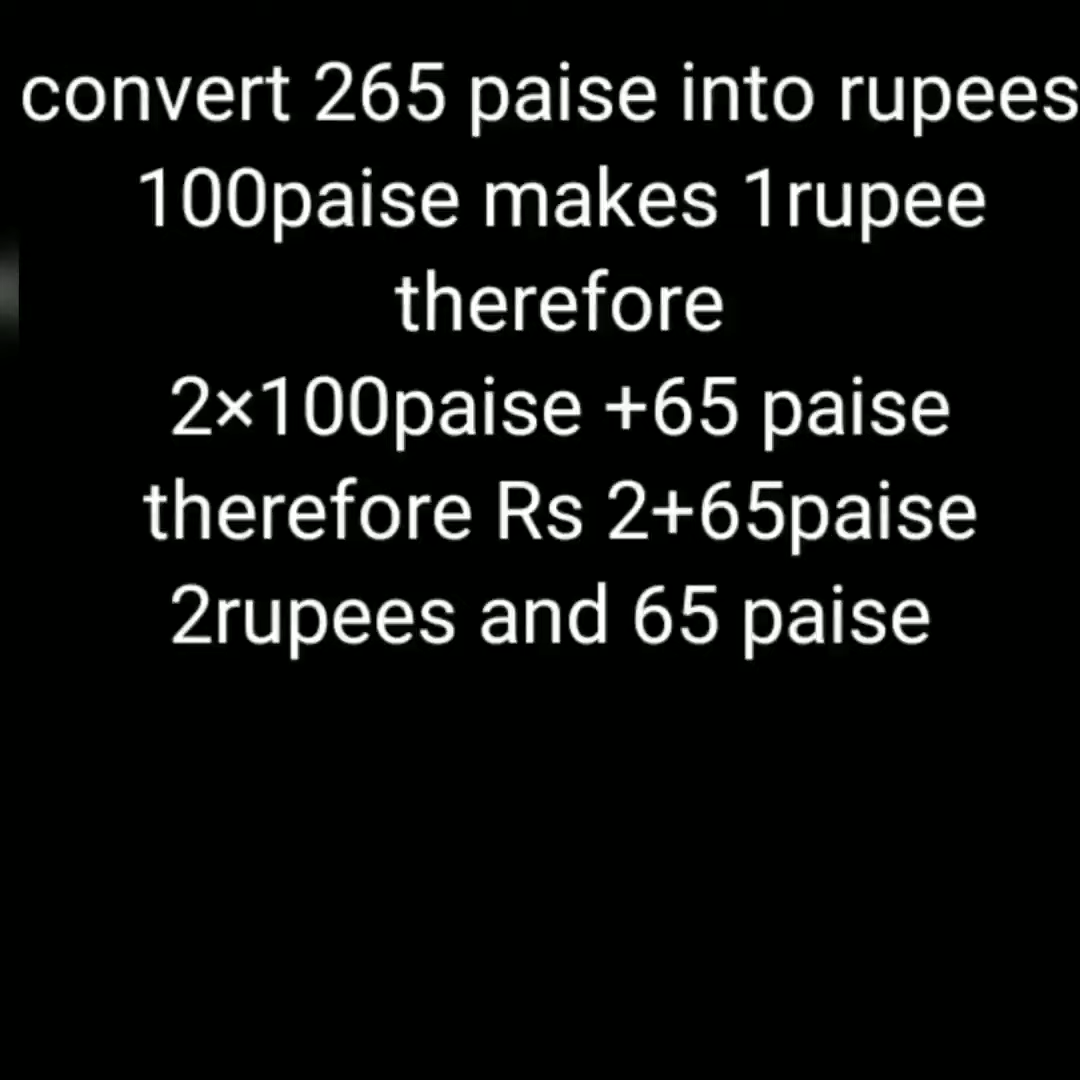 convert 265 paise into rupees
100paise makes 1rupee
therefore
2×100paise +65 paise
therefore Rs 2+65paise
2rupees and 65 paise